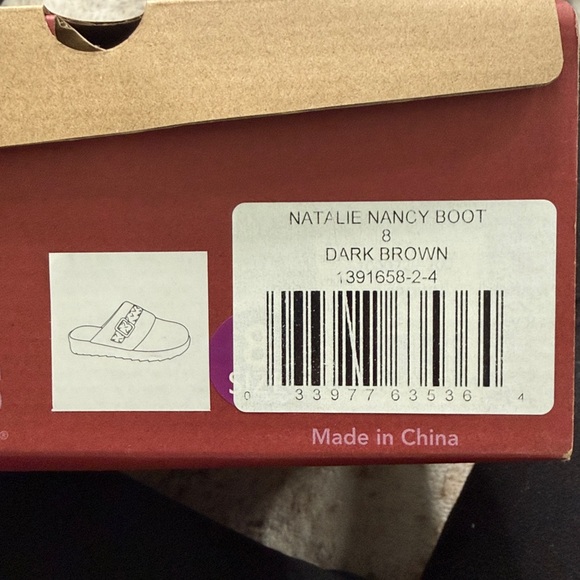 NATALIE NANCY BOOT
8
DARK BROWN
1391658-2-4
0 33977 63536 4
Made in China
®